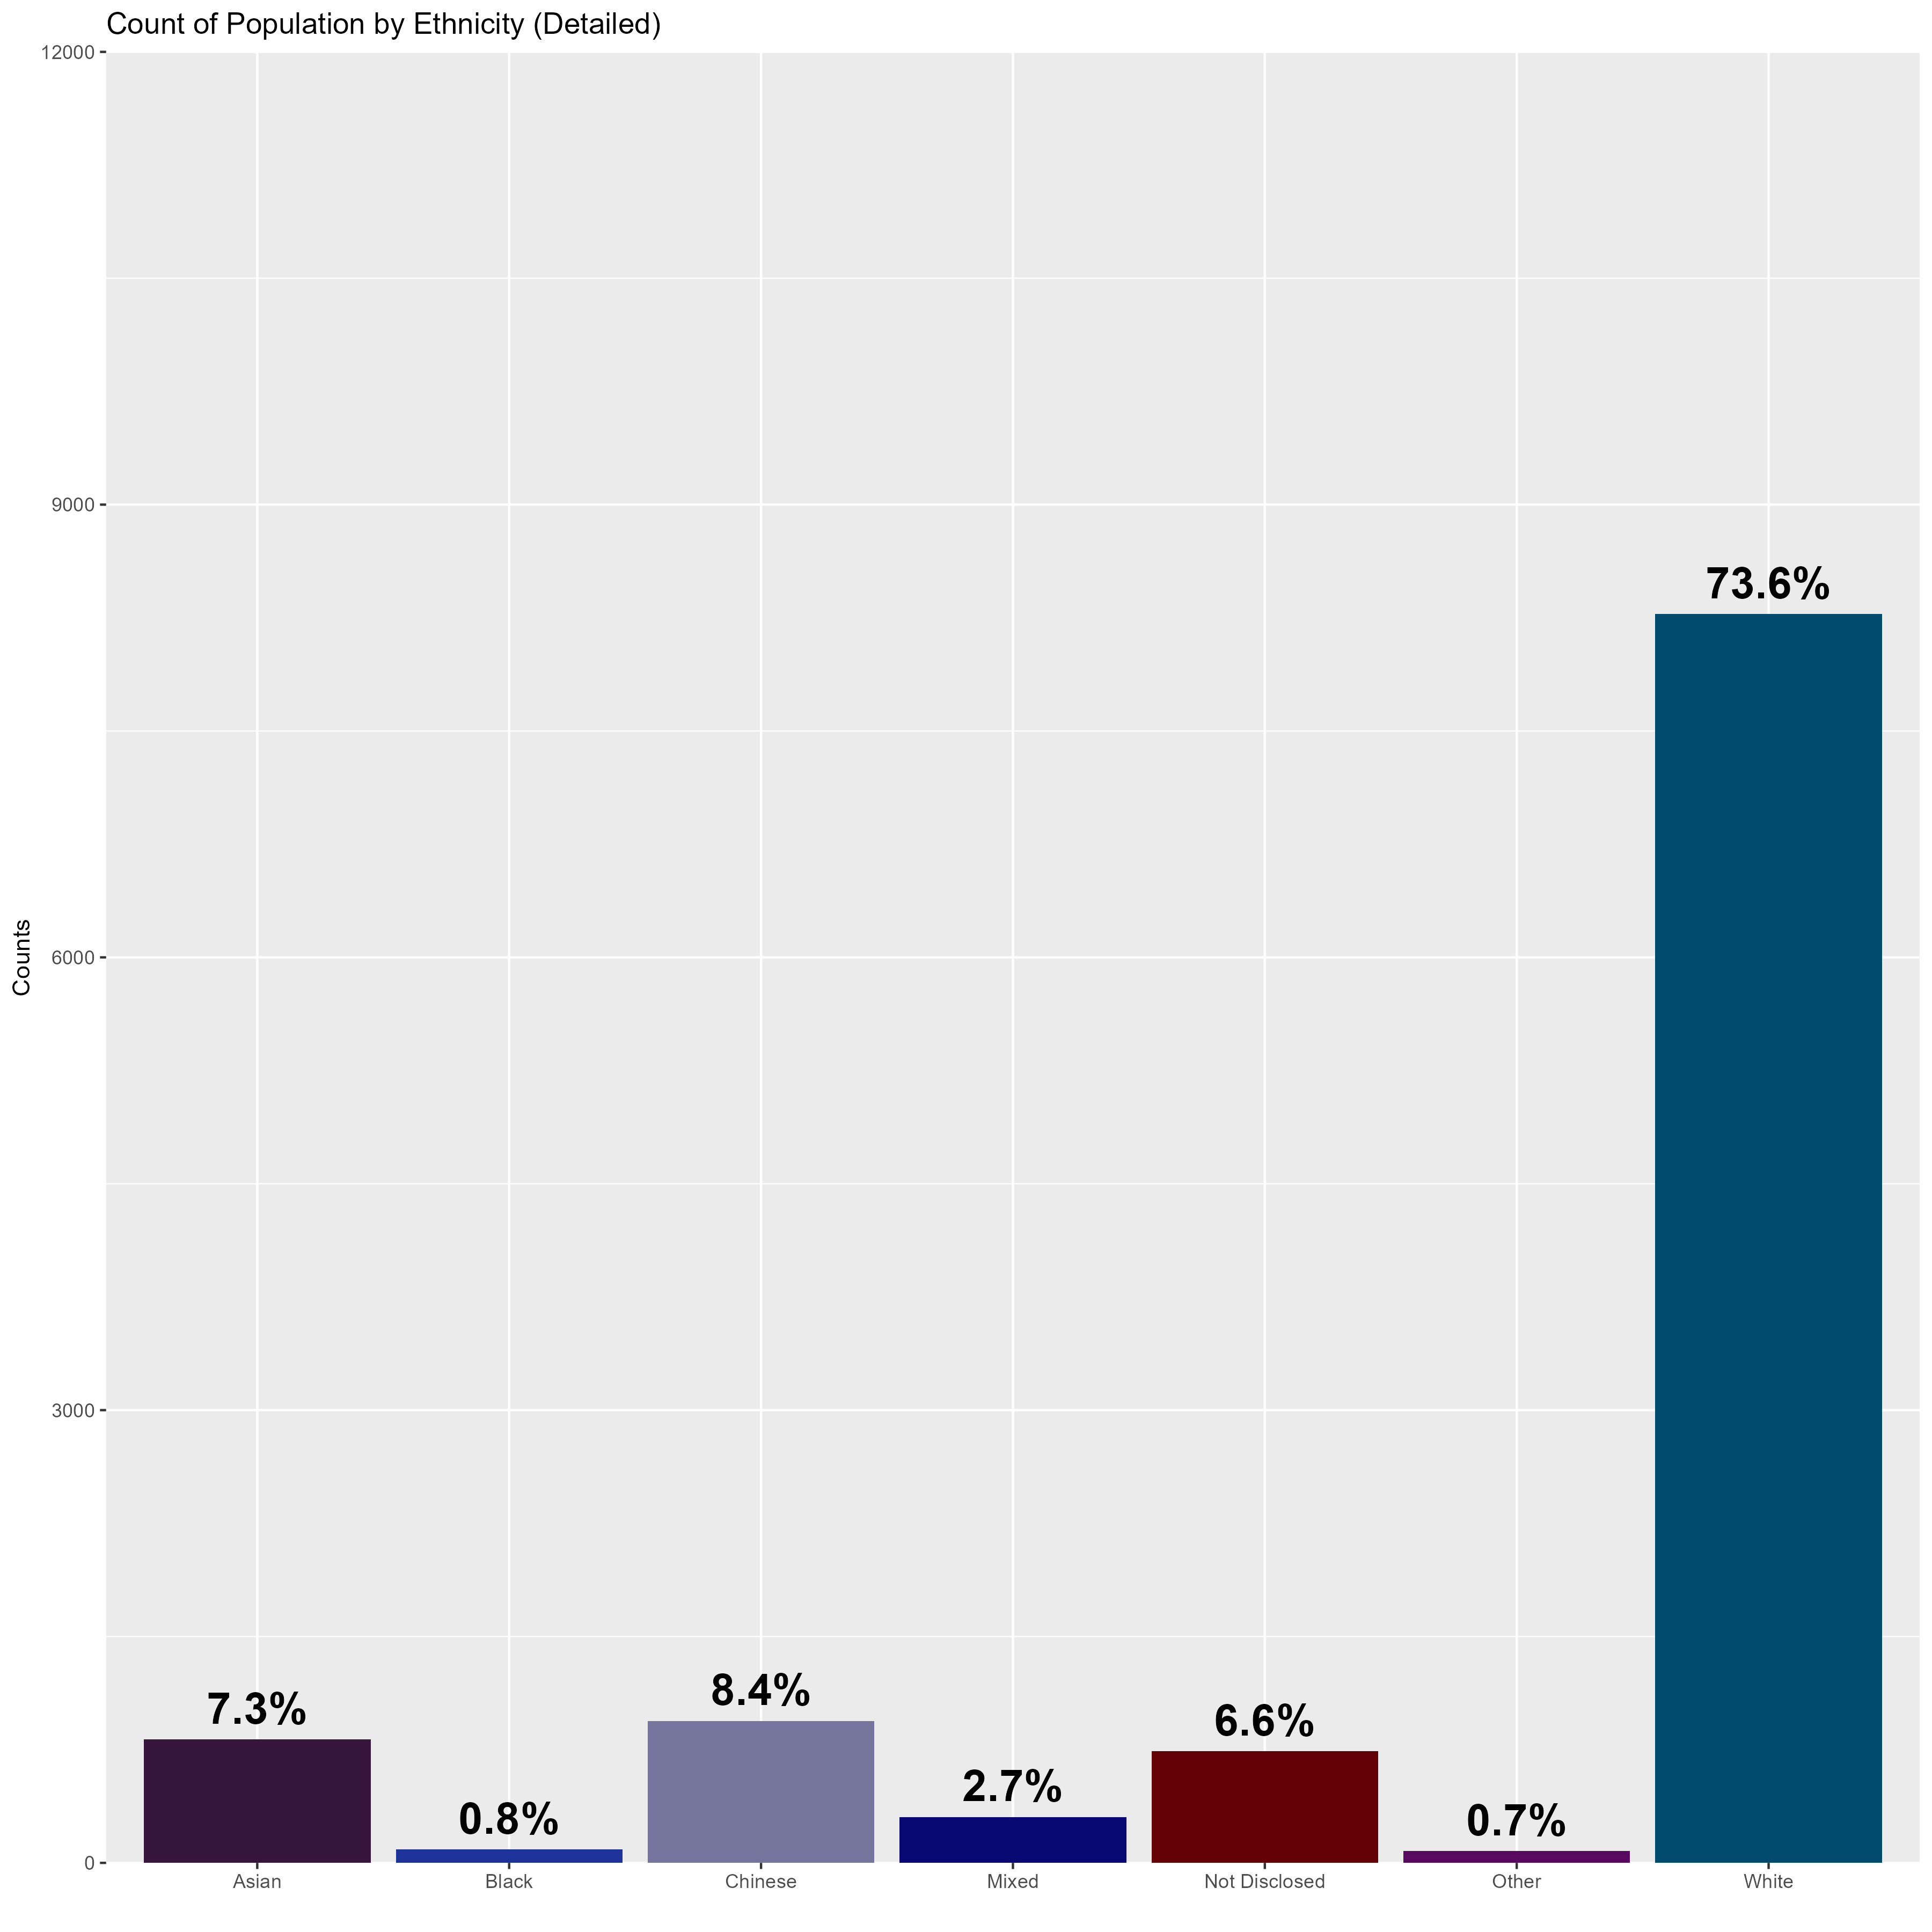 Count of Population by Ethnicity (Detailed)
12000
9000
6000
3000
0
Counts
7.3%
0.8%
8.4%
2.7%
6.6%
0.7%
73.6%
Asian
Black
Chinese
Mixed
Not Disclosed
Other
White